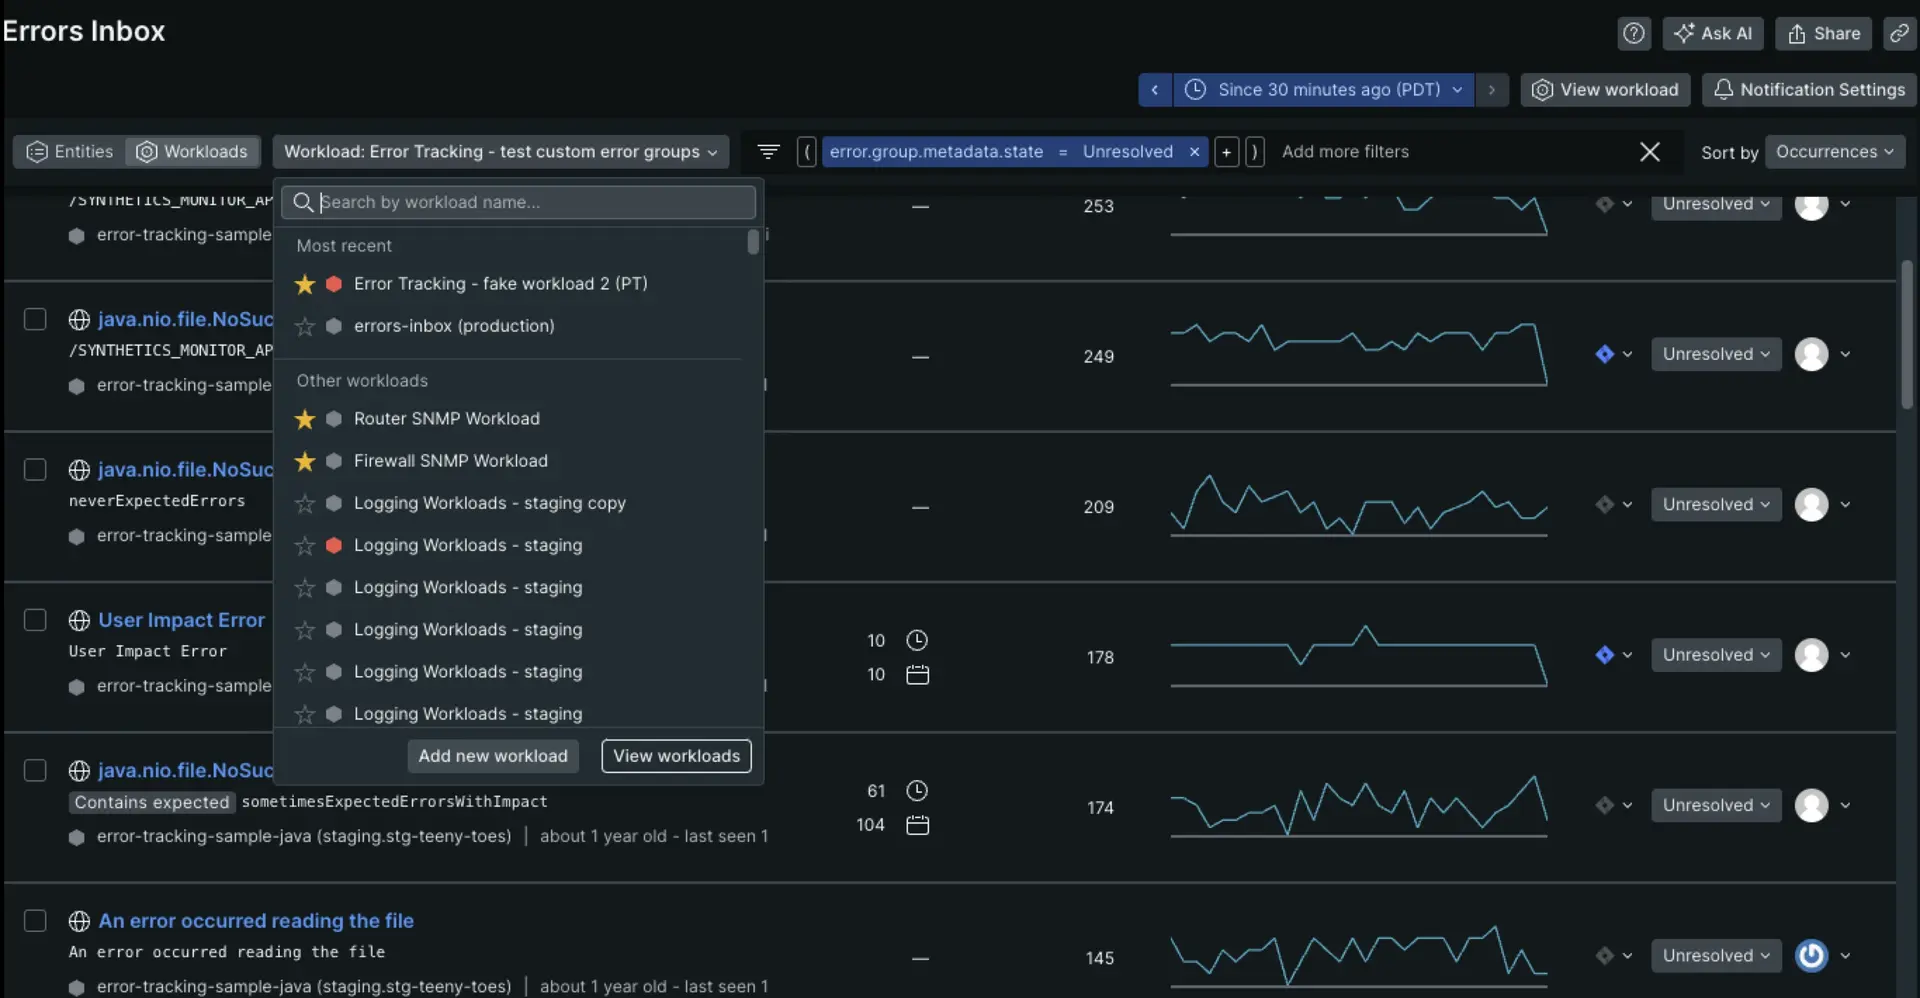 Errors Inbox
Ask AI
Share
Since 30 minutes ago (PDT)
View workload
Notification Settings
Entities
Workloads
Workload: Error Tracking - test custom error groups
( error.group.metadata.state = Unresolved × + )
Add more filters
Sort by
Occurrences
Search by workload name...
Most recent
Error Tracking - fake workload 2 (PT)
errors-inbox (production)
Other workloads
Router SNMP Workload
Firewall SNMP Workload
Logging Workloads - staging copy
Logging Workloads - staging
Logging Workloads - staging
Logging Workloads - staging
Logging Workloads - staging
Logging Workloads - staging
Add new workload
View workloads
/SYNTHETICS_MONITOR_AP
error-tracking-sample
—
253
Unresolved
java.nio.file.NoSuc
/SYNTHETICS_MONITOR_AP
error-tracking-sample
—
249
Unresolved
java.nio.file.NoSuc
neverExpectedErrors
error-tracking-sample
—
209
Unresolved
User Impact Error
User Impact Error
error-tracking-sample
10
10
178
Unresolved
java.nio.file.NoSuc
Contains expected sometimesExpectedErrorsWithImpact
error-tracking-sample-java (staging.stg-teeny-toes) | about 1 year old - last seen 1
61
104
174
Unresolved
An error occurred reading the file
An error occurred reading the file
error-tracking-sample-java (staging.stg-teeny-toes) | about 1 year old - last seen 1
—
145
Unresolved